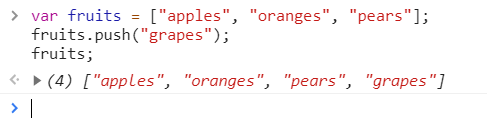 var fruits = ["apples", "oranges", "pears"];
fruits.push("grapes");
fruits;
(4) ["apples", "oranges", "pears", "grapes"]